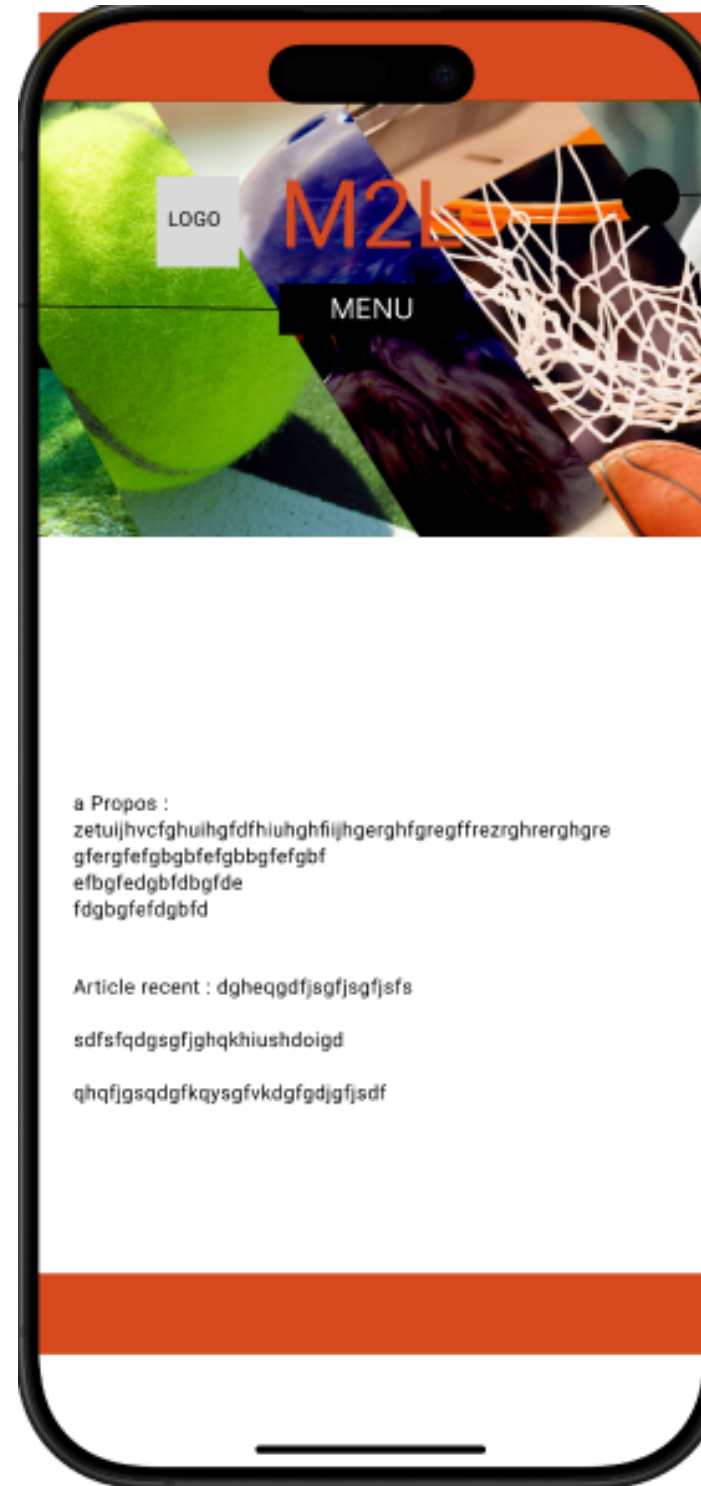 LOGO
M2L
MENU
a Propos :
zetuijhvcfghuihgfdfhiuhghfiijhgerghfgregffrezrghrerghgre
gfergfefgbgbfefgbbgfefgbf
efbgfedgbfdbgfde
fdgbgfefdgbfd
Article recent : dgheqgdfjsgfjsgfjsfs
sdfsfqdgsgfjghqkhiushdoigd
qhqfjgsqdgfkqysgfvkdgfgdjgfjsdf